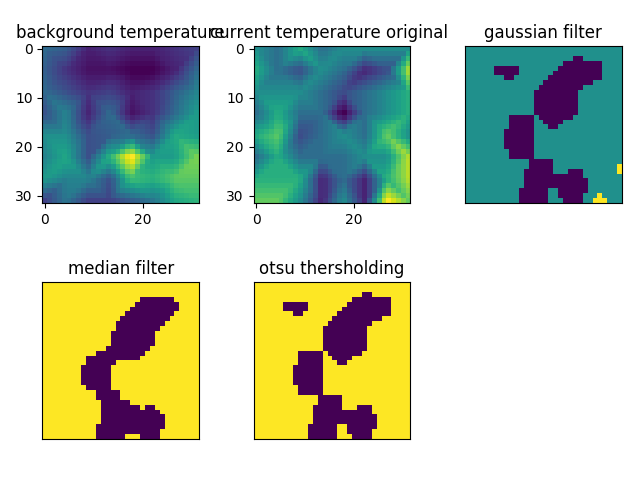 background temperature
current temperature original
gaussian filter
0
10
20
30
0
20
0
10
20
30
0
20
median filter
otsu thersholding